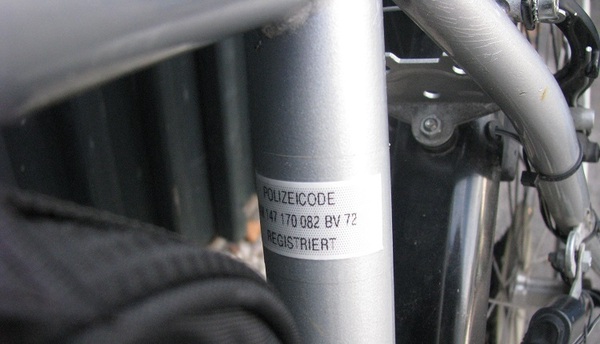 POLIZEICODE
147 170 082 BV 72
REGISTRIERT